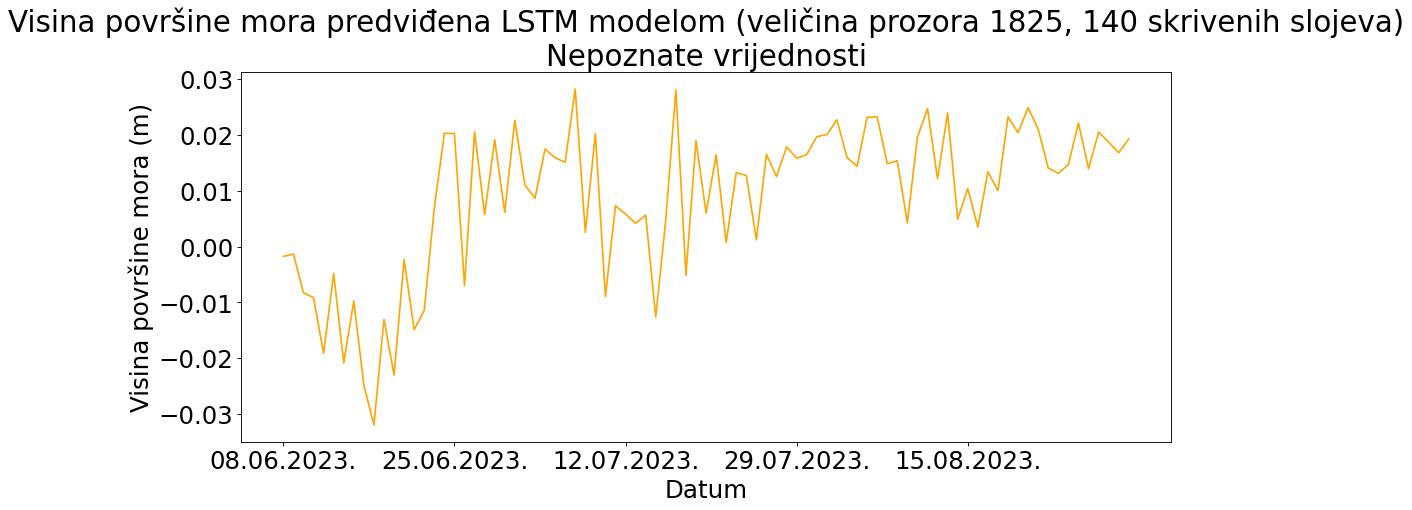 Visina površine mora predviđena LSTM modelom (veličina prozora 1825, 140 skrivenih slojeva)
Nepoznate vrijednosti
Visina površine mora (m)
0.03
0.02
0.01
0.00
−0.01
−0.02
−0.03
08.06.2023. 25.06.2023. 12.07.2023. 29.07.2023. 15.08.2023.
Datum